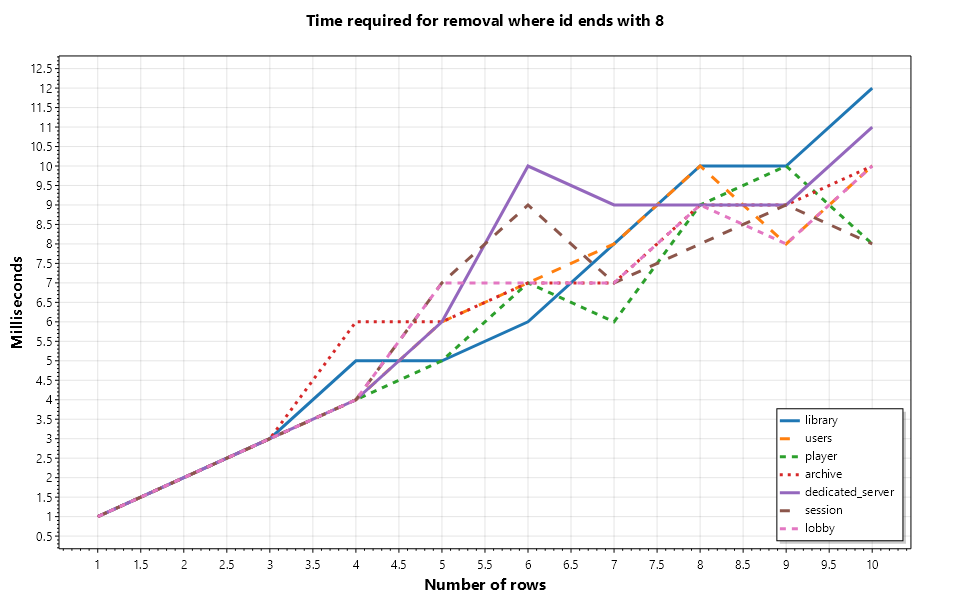 Time required for removal where id ends with 8
Milliseconds
12.5
12
11.5
11
10.5
10
9.5
9
8.5
8
7.5
7
6.5
6
5.5
5
4.5
4
3.5
3
2.5
2
1.5
1
0.5
1 1.5 2 2.5 3 3.5 4 4.5 5 5.5 6 6.5 7 7.5 8 8.5 9 9.5 10
Number of rows
library
users
player
archive
dedicated_server
session
lobby